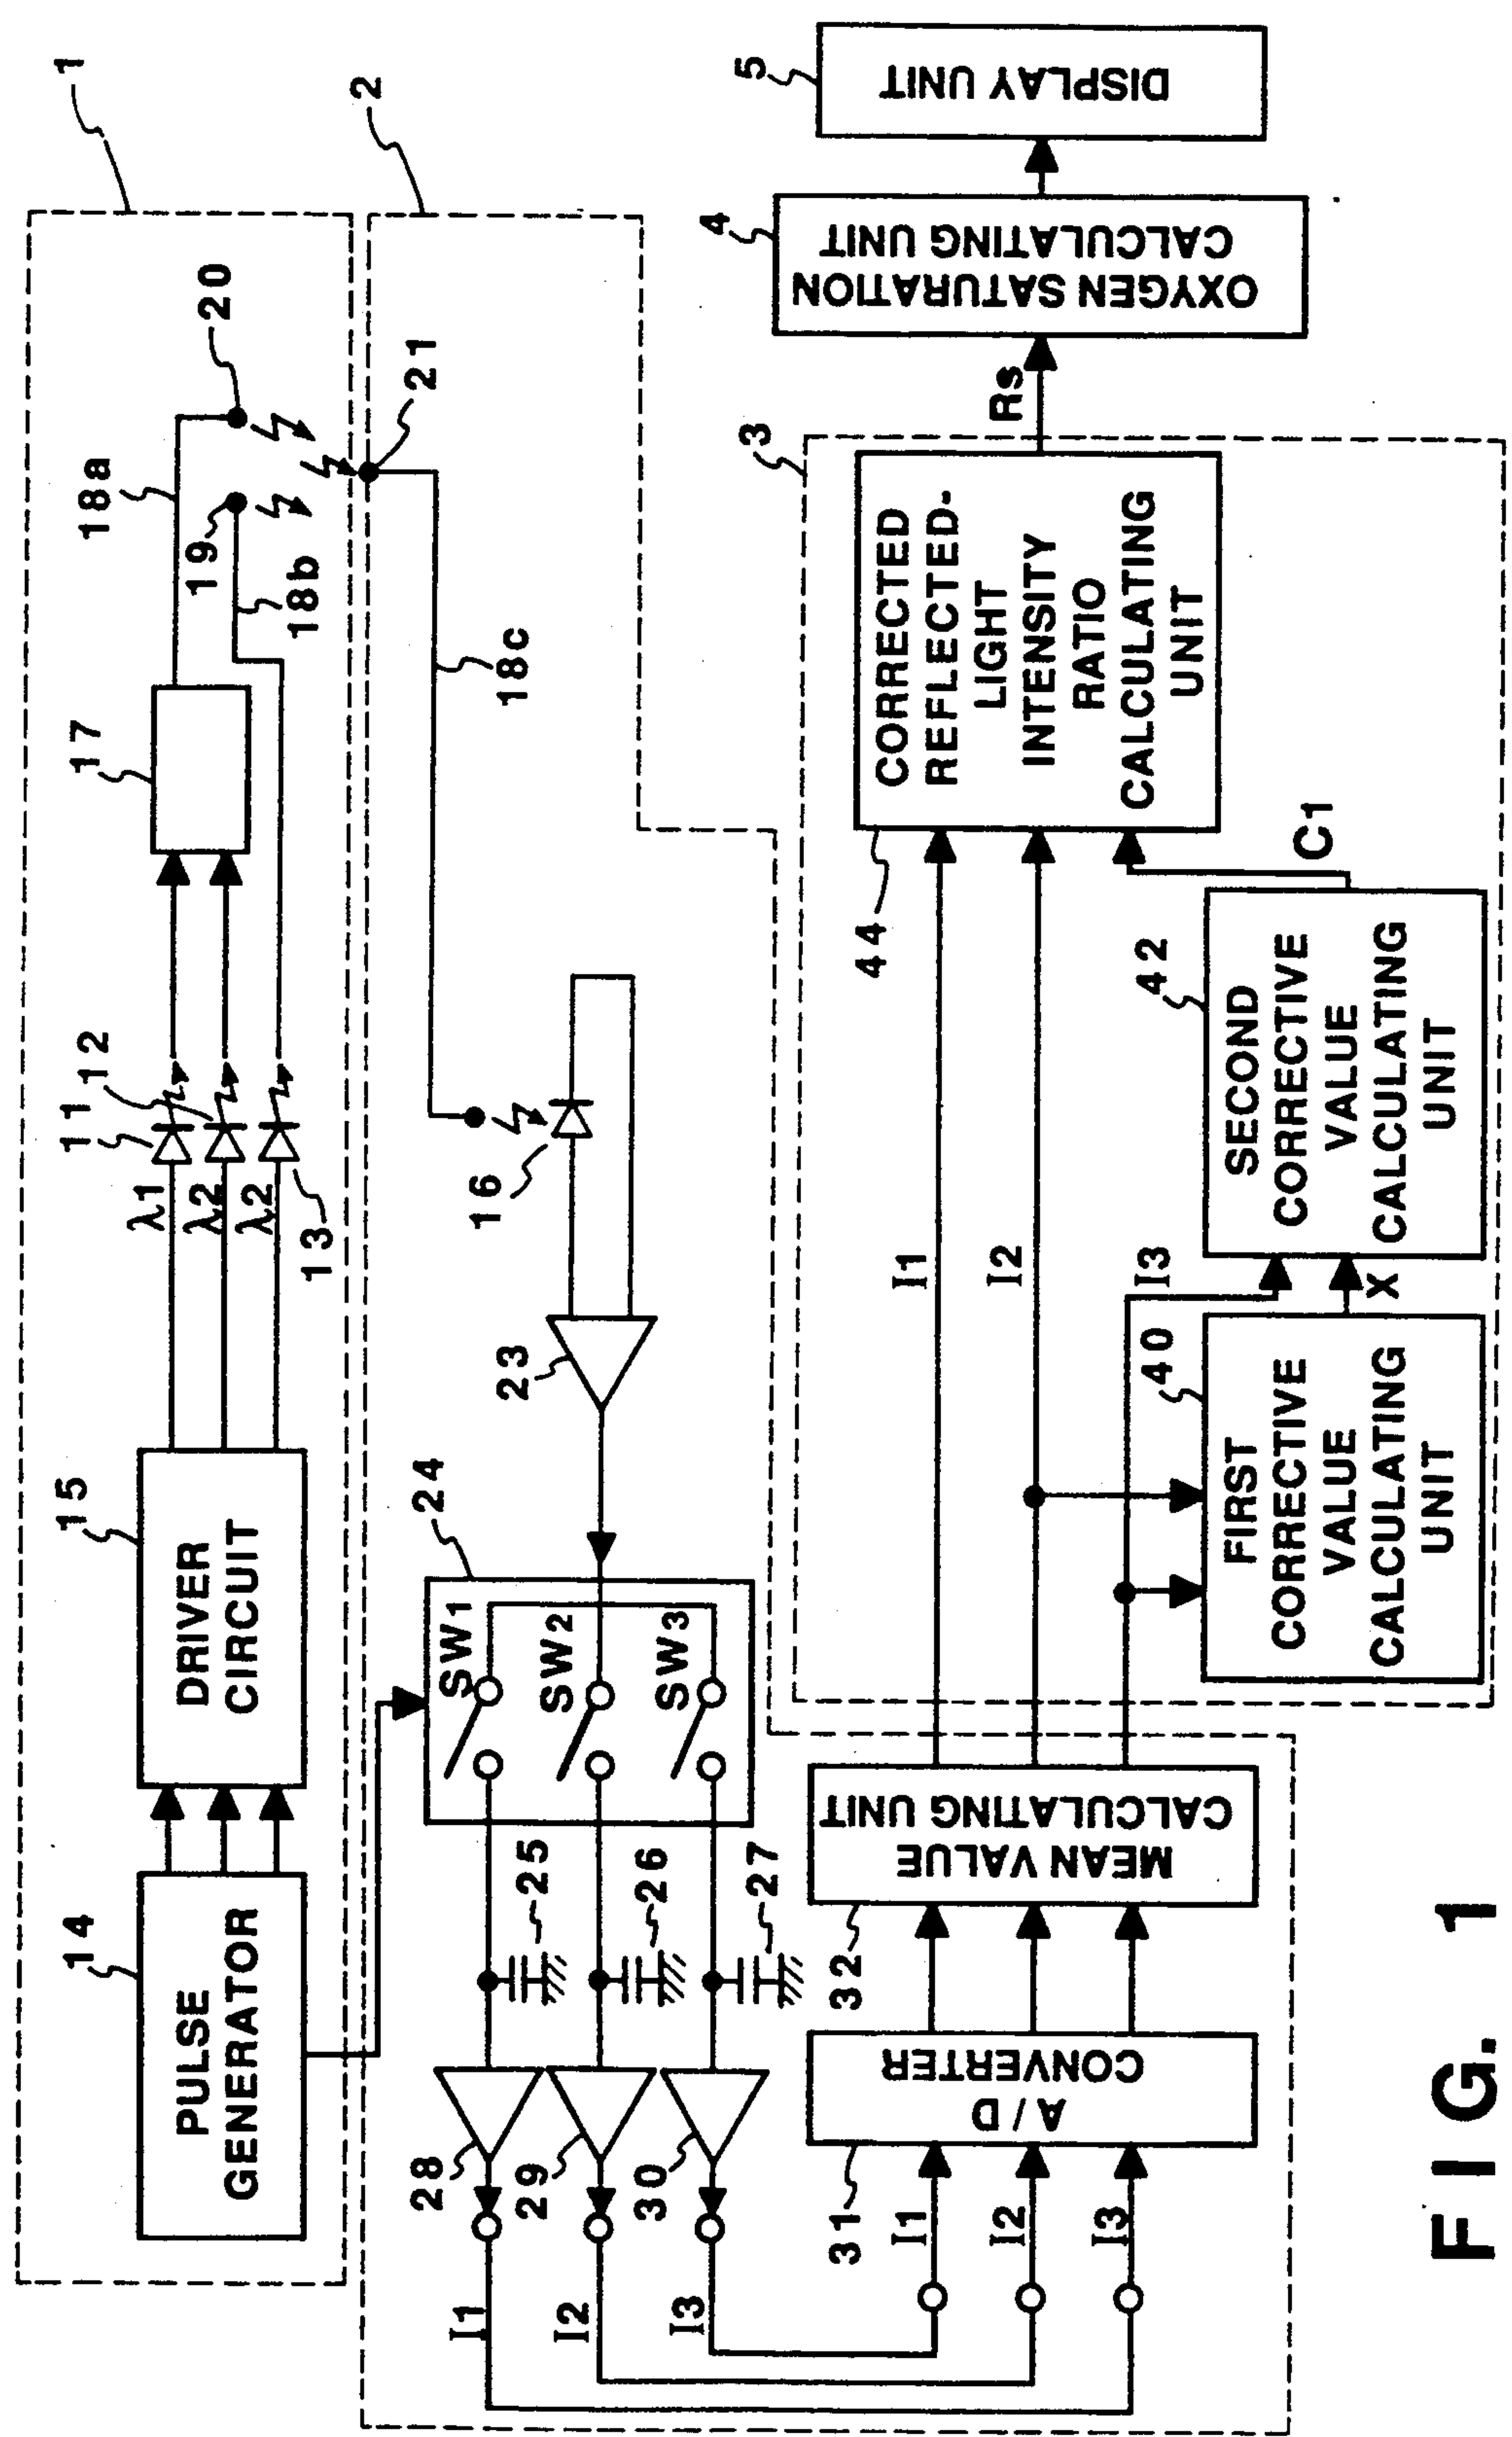 1
2
20
21
18a
19
18b
17
18c
11
12
λ1
λ2
λ2
13
16
15
DRIVER
CIRCUIT
14
PULSE
GENERATOR
23
24
SW1
SW2
SW3
25
26
27
28
29
30
I1
I2
I3
31
I1
I2
I3
A/D
CONVERTER
32
MEAN VALUE
CALCULATING UNIT
3
I1
I2
I3
40
FIRST
CORRECTIVE
VALUE
CALCULATING
UNIT
X
42
SECOND
CORRECTIVE
VALUE
CALCULATING
UNIT
C1
44
CORRECTED
REFLECTED-
LIGHT
INTENSITY
RATIO
CALCULATING
UNIT
Rs
4
OXYGEN SATURATION
CALCULATING UNIT
5
DISPLAY UNIT
FIG. 1